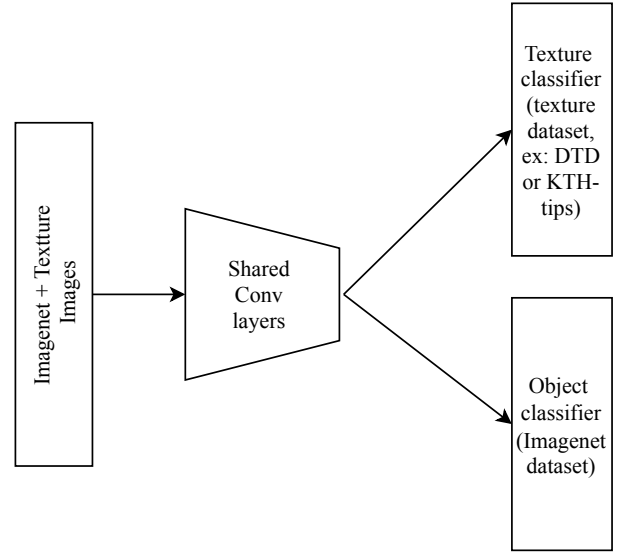 Imagenet + Textture
Images
Shared
Conv
layers
Texture
classifier
(texture
dataset,
ex: DTD
or KTH-
tips)
Object
classifier
(Imagenet
dataset)